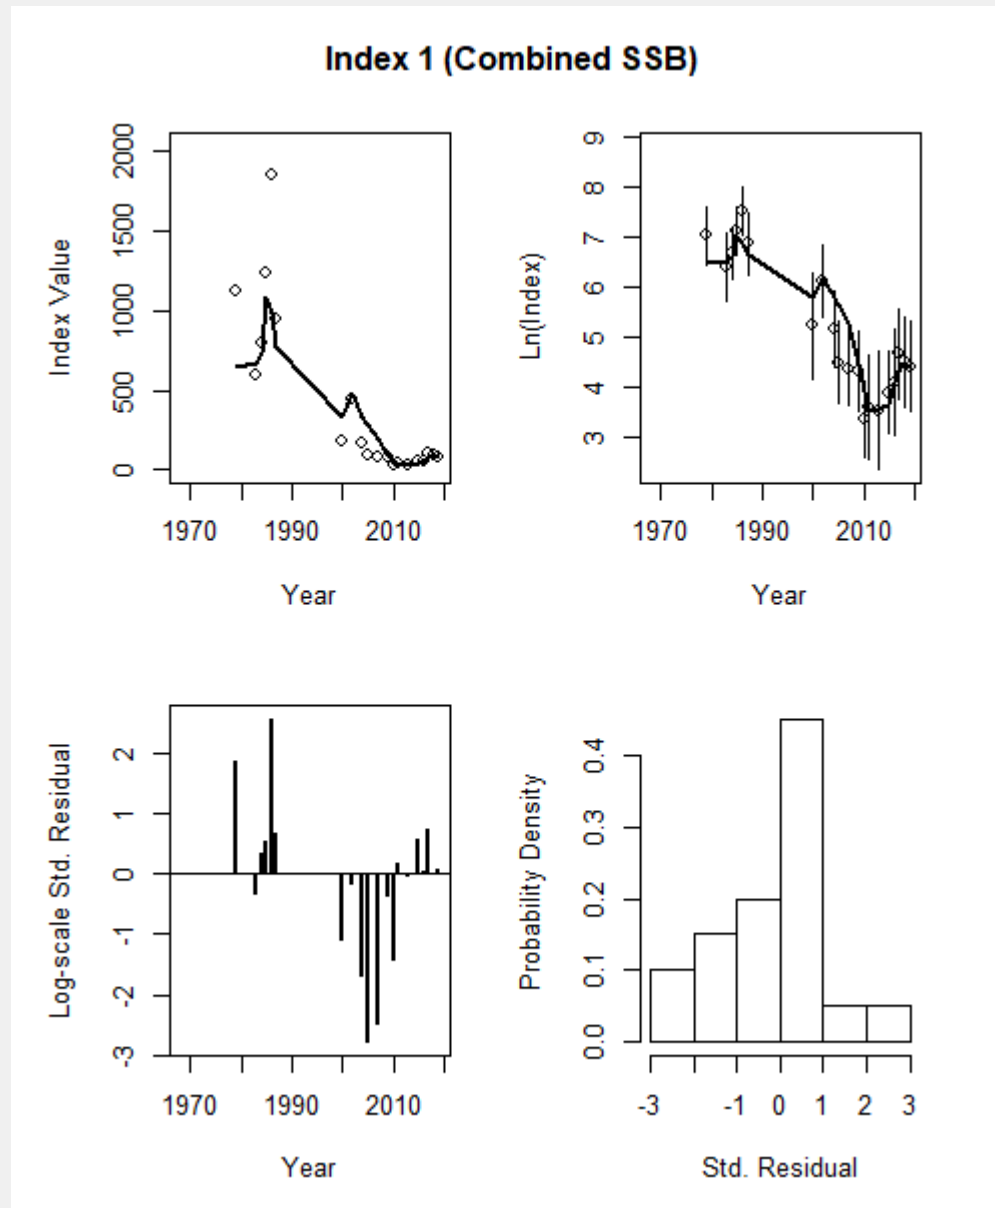 Index 1 (Combined SSB)
Index Value
0 500 1000 1500 2000
1970 1990 2010
Year
Ln(Index)
3 4 5 6 7 8 9
1970 1990 2010
Year
Log-scale Std. Residual
-3 -2 -1 0 1 2
1970 1990 2010
Year
Probability Density
0.0 0.1 0.2 0.3 0.4
-3 -1 0 1 2 3
Std. Residual